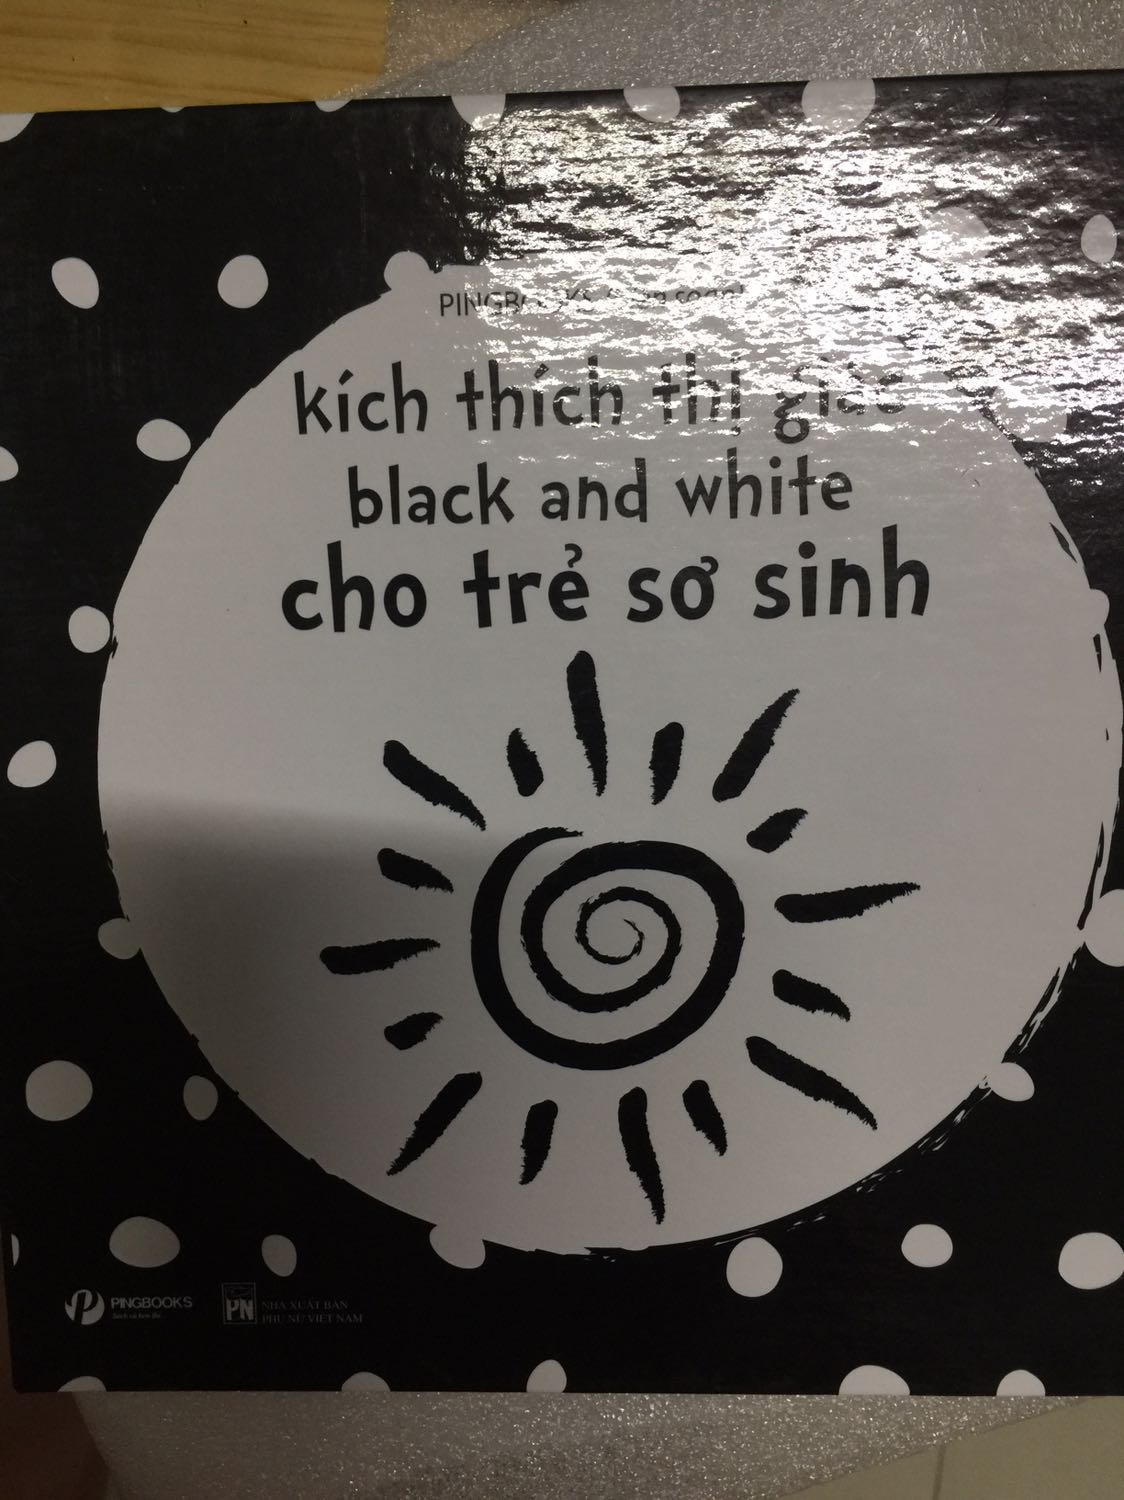 PINGBOOKS
kích thích thị giác
black and white
cho trẻ sơ sinh
PINGBOOKS
NHÀ XUẤT BẢN
PHỤ NỮ VIỆT NAM
PN